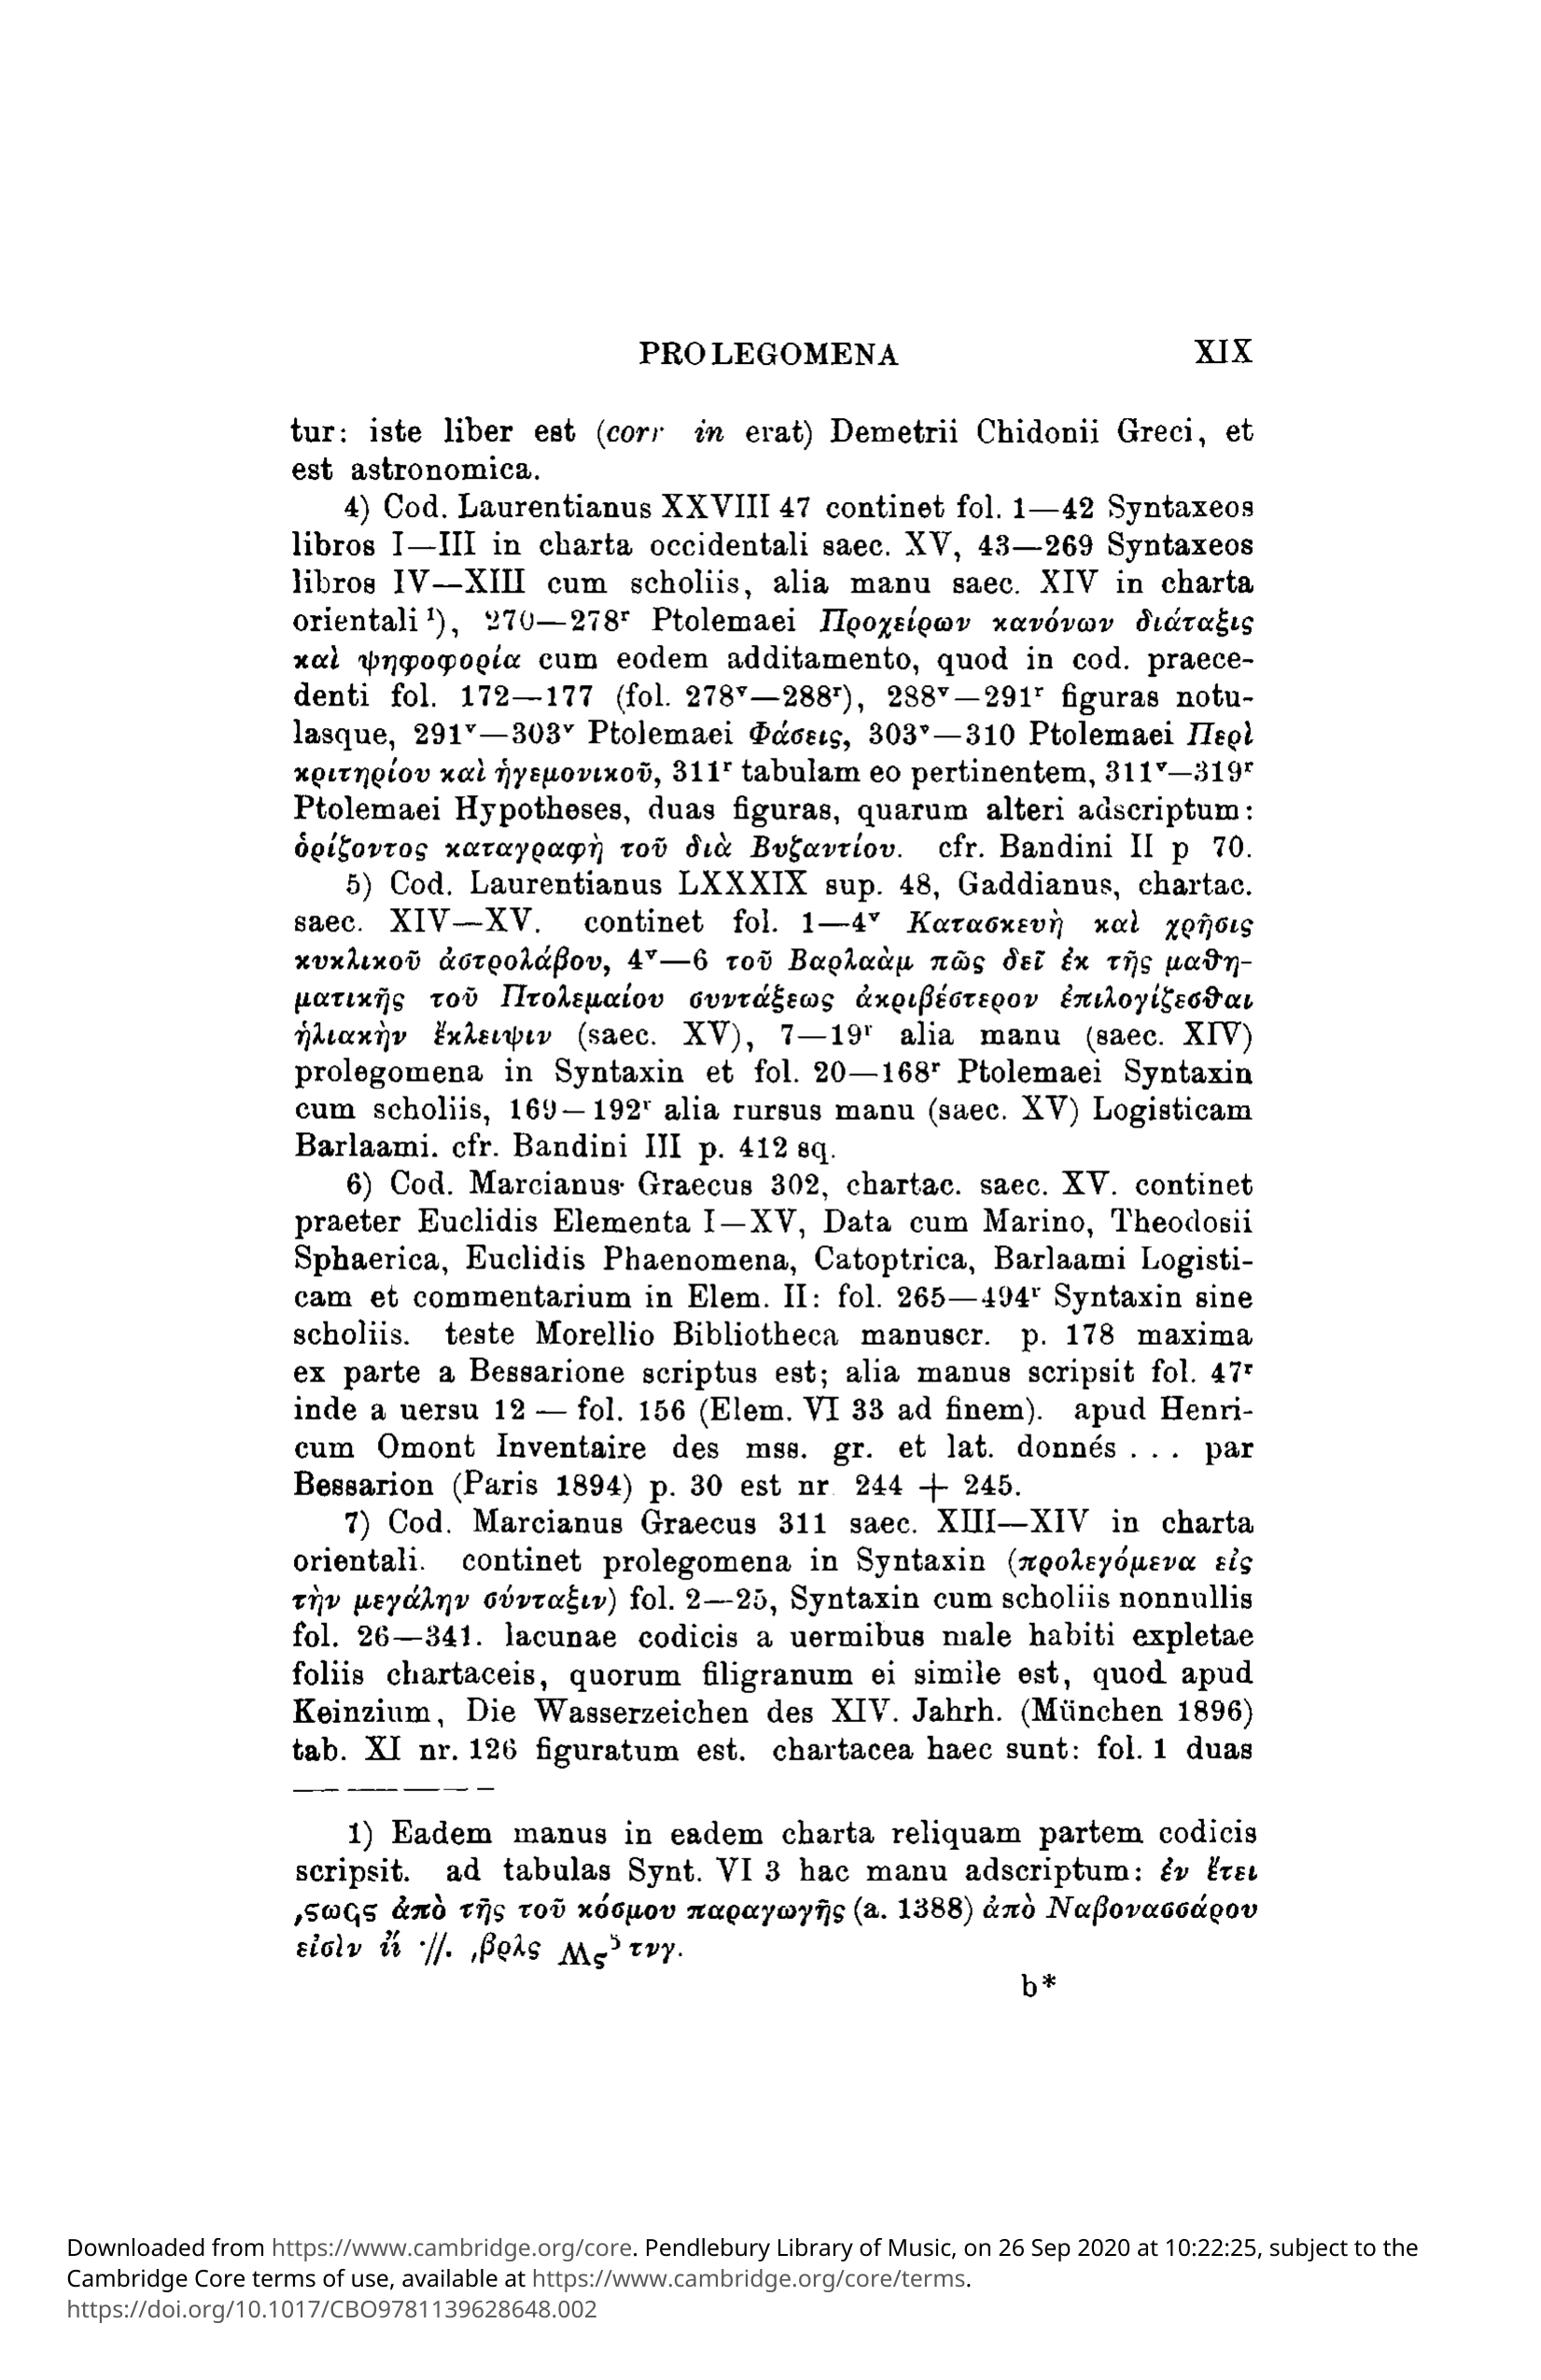 PROLEGOMENA XIX
tur: iste liber est (corr in erat) Demetrii Chidonii Greci, et
est astronomica.
4) Cod. Laurentianus XXVIII 47 continet fol. 1—42 Syntaxeos
libros I—III in charta occidentali saec. XV, 43—269 Syntaxeos
libros IV—XIII cum scholiis, alia manu saec. XIV in charta
orientali ¹), 270—278ʳ Ptolemaei Προχείρων κανόνων διάταξις
καὶ ψηφοφορία cum eodem additamento, quod in cod. praece-
denti fol. 172—177 (fol. 278ᵛ—288ʳ), 288ᵛ—291ʳ figuras notu-
lasque, 291ᵛ—303ᵛ Ptolemaei Φάσεις, 303ᵛ—310 Ptolemaei Περὶ
κριτηρίου καὶ ἡγεμονικοῦ, 311ʳ tabulam eo pertinentem, 311ᵛ—319ʳ
Ptolemaei Hypotheses, duas figuras, quarum alteri adscriptum:
ὁρίζοντος καταγραφὴ τοῦ διὰ Βυζαντίου. cfr. Bandini II p 70.
5) Cod. Laurentianus LXXXIX sup. 48, Gaddianus, chartac.
saec. XIV—XV. continet fol. 1—4ᵛ Κατασκευὴ καὶ χρῆσις
κυκλικοῦ ἀστρολάβου, 4ᵛ—6 τοῦ Βαρλαὰμ πῶς δεῖ ἐκ τῆς μαθη-
ματικῆς τοῦ Πτολεμαίου συντάξεως ἀκριβέστερον ἐπιλογίζεσθαι
ἡλιακὴν ἔκλειψιν (saec. XV), 7—19ʳ alia manu (saec. XIV)
prolegomena in Syntaxin et fol. 20—168ʳ Ptolemaei Syntaxin
cum scholiis, 169—192ʳ alia rursus manu (saec. XV) Logisticam
Barlaami. cfr. Bandini III p. 412 sq.
6) Cod. Marcianus Graecus 302, chartac. saec. XV. continet
praeter Euclidis Elementa I—XV, Data cum Marino, Theodosii
Sphaerica, Euclidis Phaenomena, Catoptrica, Barlaami Logisti-
cam et commentarium in Elem. II: fol. 265—494ʳ Syntaxin sine
scholiis. teste Morellio Bibliotheca manuscr. p. 178 maxima
ex parte a Bessarione scriptus est; alia manus scripsit fol. 47ʳ
inde a uersu 12 — fol. 156 (Elem. VI 33 ad finem). apud Henri-
cum Omont Inventaire des mss. gr. et lat. donnés . . . par
Bessarion (Paris 1894) p. 30 est nr 244 + 245.
7) Cod. Marcianus Graecus 311 saec. XIII—XIV in charta
orientali. continet prolegomena in Syntaxin (προλεγόμενα εἰς
τὴν μεγάλην σύνταξιν) fol. 2—25, Syntaxin cum scholiis nonnullis
fol. 26—341. lacunae codicis a uermibus male habiti expletae
foliis chartaceis, quorum filigranum ei simile est, quod apud
Keinzium, Die Wasserzeichen des XIV. Jahrh. (München 1896)
tab. XI nr. 126 figuratum est. chartacea haec sunt: fol. 1 duas
1) Eadem manus in eadem charta reliquam partem codicis
scripsit. ad tabulas Synt. VI 3 hac manu adscriptum: ἐν ἔτει
͵ϛωϟϛ ἀπὸ τῆς τοῦ κόσμου παραγωγῆς (a. 1388) ἀπὸ Ναβονασσάρου
εἰσὶν ͵βρλϛ τνγ.
b*
Downloaded from https://www.cambridge.org/core. Pendlebury Library of Music, on 26 Sep 2020 at 10:22:25, subject to the
Cambridge Core terms of use, available at https://www.cambridge.org/core/terms.
https://doi.org/10.1017/CBO9781139628648.002